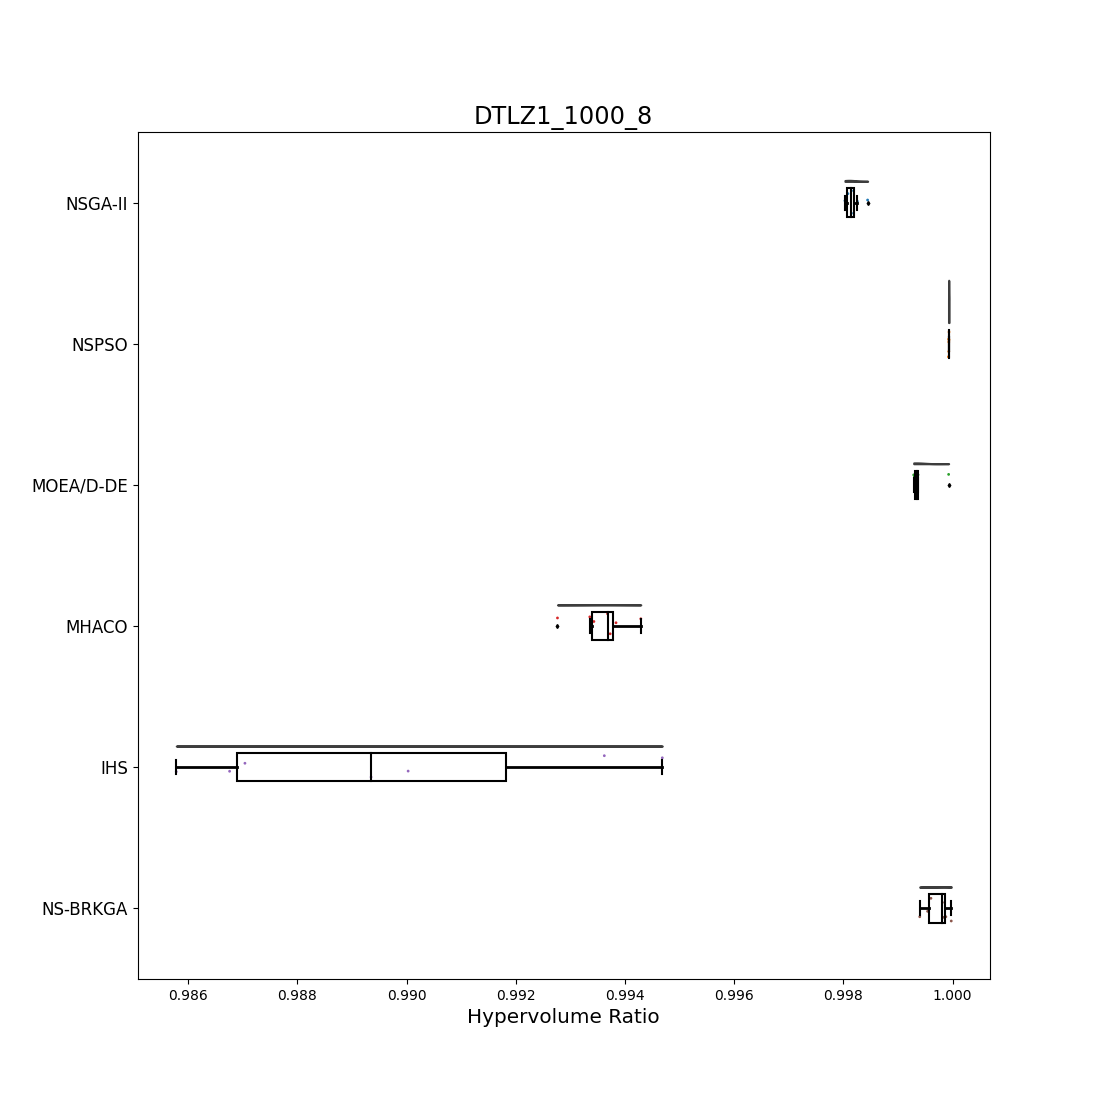 DTLZ1_1000_8
NSGA-II
NSPSO
MOEA/D-DE
MHACO
IHS
NS-BRKGA
0.986 0.988 0.990 0.992 0.994 0.996 0.998 1.000
Hypervolume Ratio